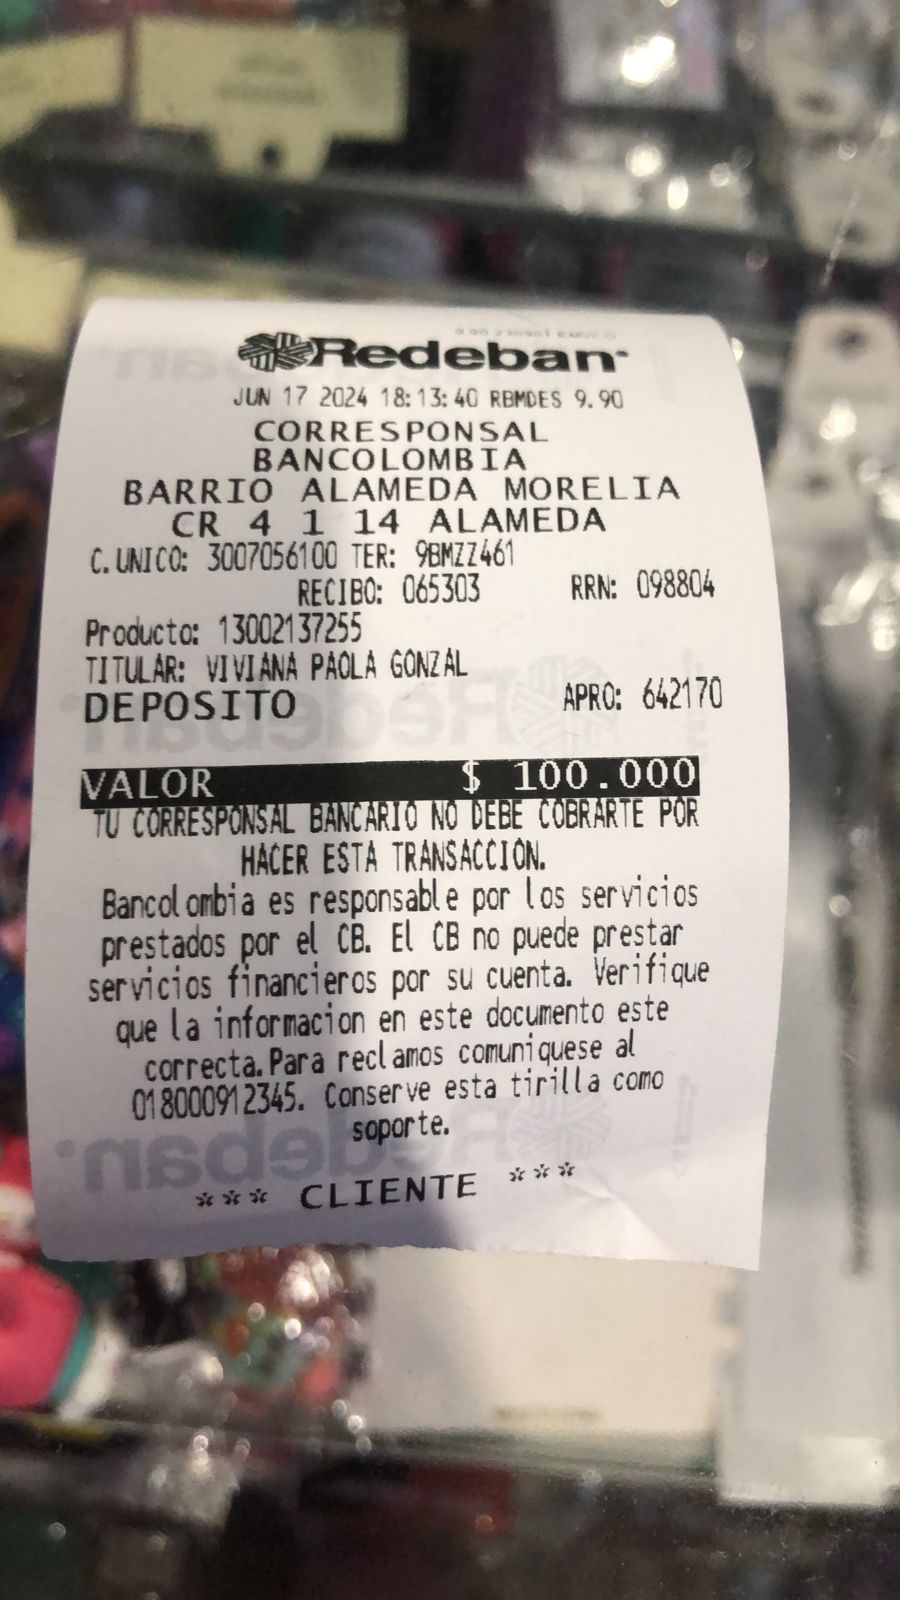 Redeban
JUN 17 2024 18:13:40 RBMDES 9.90
CORRESPONSAL
BANCOLOMBIA
BARRIO ALAMEDA MORELIA
CR 4 1 14 ALAMEDA
C.UNICO: 3007056100 TER: 9BMZZ461
RECIBO: 065303 RRN: 098804
Producto: 13002137255
TITULAR: VIVIANA PAOLA GONZAL
DEPOSITO APRO: 642170
VALOR $ 100.000
TU CORRESPONSAL BANCARIO NO DEBE COBRARTE POR
HACER ESTA TRANSACCION.
Bancolombia es responsable por los servicios
prestados por el CB. El CB no puede prestar
servicios financieros por su cuenta. Verifique
que la informacion en este documento este
correcta.Para reclamos comuniquese al
018000912345. Conserve esta tirilla como
soporte.
*** CLIENTE ***